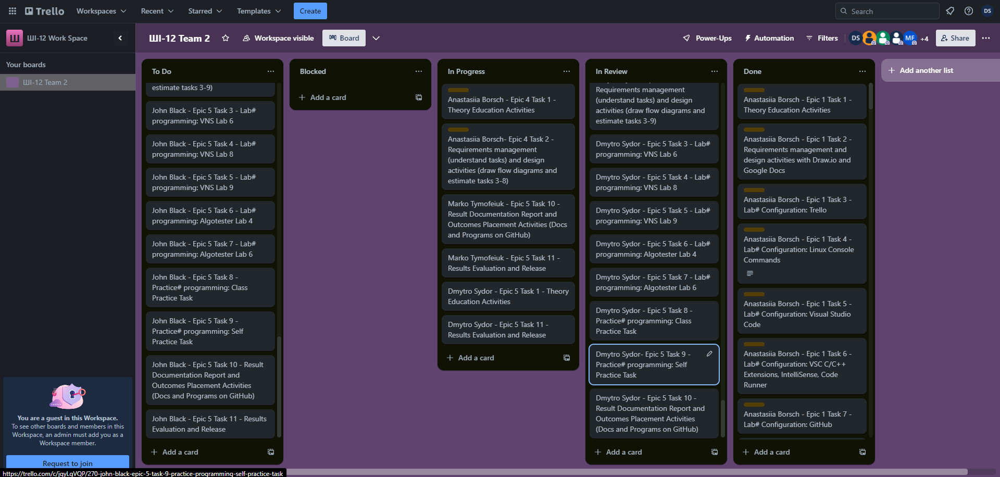 Trello
Workspaces
Recent
Starred
Templates
Create
Search
DS
Ш
ШІ-12 Work Space
Your boards
ШІ-12 Team 2
You are a guest in this Workspace.
To see other boards and members in this
Workspace, an admin must add you as a
Workspace member.
Request to join
ШІ-12 Team 2
Workspace visible
Board
Power-Ups
Automation
Filters
DS
MF
+4
Share
To Do
estimate tasks 3-9)
John Black - Epic 5 Task 3 - Lab#
programming: VNS Lab 6
John Black - Epic 5 Task 4 - Lab#
programming: VNS Lab 8
John Black - Epic 5 Task 5 - Lab#
programming: VNS Lab 9
John Black - Epic 5 Task 6 - Lab#
programming: Algotester Lab 4
John Black - Epic 5 Task 7 - Lab#
programming: Algotester Lab 6
John Black - Epic 5 Task 8 -
Practice# programming: Class
Practice Task
John Black - Epic 5 Task 9 -
Practice# programming: Self
Practice Task
John Black - Epic 5 Task 10 - Result
Documentation Report and
Outcomes Placement Activities
(Docs and Programs on GitHub)
John Black - Epic 5 Task 11 - Results
Evaluation and Release
+ Add a card
Blocked
+ Add a card
In Progress
Anastasiia Borsch - Epic 4 Task 1 -
Theory Education Activities
Anastasiia Borsch- Epic 4 Task 2 -
Requirements management
(understand tasks) and design
activities (draw flow diagrams and
estimate tasks 3-8)
Marko Tymofeiuk - Epic 5 Task 10 -
Result Documentation Report and
Outcomes Placement Activities (Docs
and Programs on GitHub)
Marko Tymofeiuk - Epic 5 Task 11 -
Results Evaluation and Release
Dmytro Sydor - Epic 5 Task 1 - Theory
Education Activities
Dmytro Sydor - Epic 5 Task 11 -
Results Evaluation and Release
+ Add a card
In Review
Requirements management
(understand tasks) and design
activities (draw flow diagrams and
estimate tasks 3-9)
Dmytro Sydor - Epic 5 Task 3 - Lab#
programming: VNS Lab 6
Dmytro Sydor - Epic 5 Task 4 - Lab#
programming: VNS Lab 8
Dmytro Sydor - Epic 5 Task 5 - Lab#
programming: VNS Lab 9
Dmytro Sydor - Epic 5 Task 6 - Lab#
programming: Algotester Lab 4
Dmytro Sydor - Epic 5 Task 7 - Lab#
programming: Algotester Lab 6
Dmytro Sydor - Epic 5 Task 8 -
Practice# programming: Class
Practice Task
Dmytro Sydor- Epic 5 Task 9 -
Practice# programming: Self
Practice Task
Dmytro Sydor - Epic 5 Task 10 -
Result Documentation Report and
Outcomes Placement Activities
(Docs and Programs on GitHub)
+ Add a card
Done
Anastasiia Borsch - Epic 1 Task 1 -
Theory Education Activities
Anastasiia Borsch - Epic 1 Task 2 -
Requirements management and
design activities with Draw.io and
Google Docs
Anastasiia Borsch - Epic 1 Task 3 -
Lab# Configuration: Trello
Anastasiia Borsch - Epic 1 Task 4 -
Lab# Configuration: Linux Console
Commands
Anastasiia Borsch - Epic 1 Task 5 -
Lab# Configuration: Visual Studio
Code
Anastasiia Borsch - Epic 1 Task 6 -
Lab# Configuration: VSC C/C++
Extensions, IntelliSense, Code
Runner
Anastasiia Borsch - Epic 1 Task 7 -
Lab# Configuration: GitHub
+ Add a card
+ Add another list
https://trello.com/c/jqyLqVQP/270-john-black-epic-5-task-9-practice-programming-self-practice-task